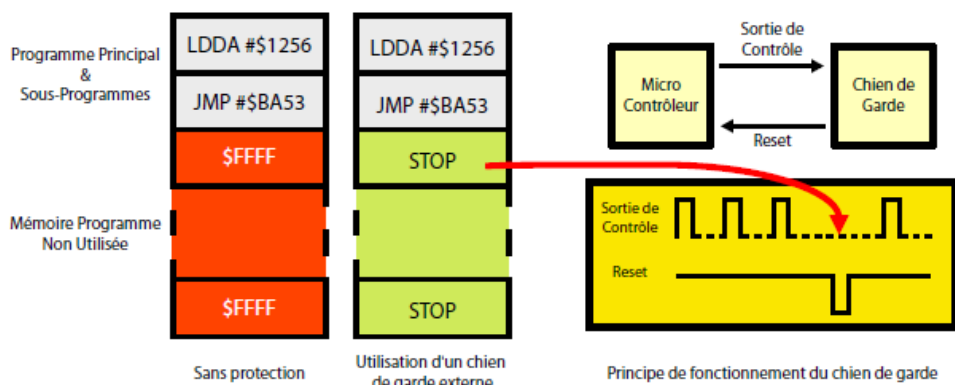 Programme Principal
&
Sous-Programmes
LDDA #$1256
JMP #$BA53
$FFFF
Mémoire Programme
Non Utilisée
$FFFF
Sans protection
LDDA #$1256
JMP #$BA53
STOP
STOP
Utilisation d'un chien
de garde externe
Micro
Contrôleur
Sortie de
Contrôle
Reset
Chien de
Garde
Sortie de
Contrôle
Reset
Principe de fonctionnement du chien de garde